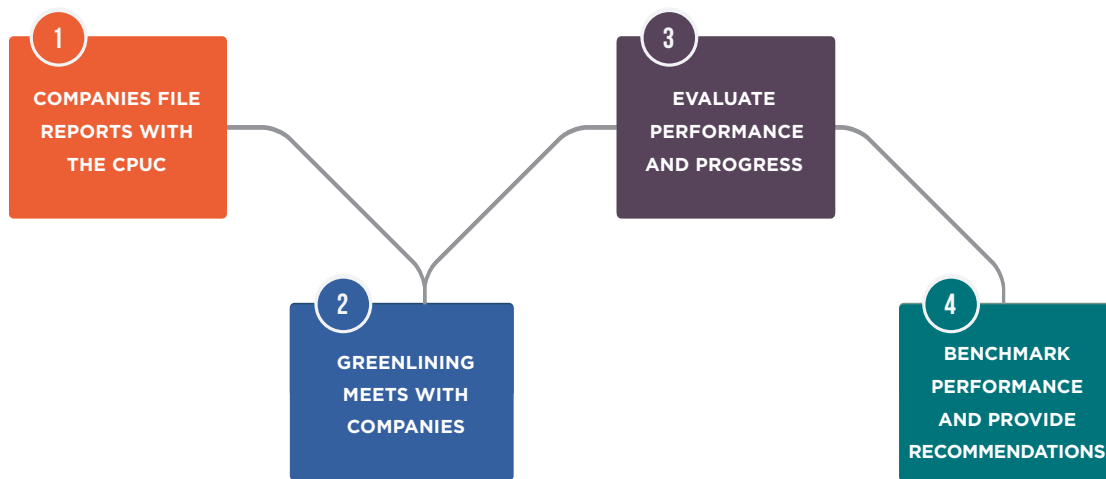 1
COMPANIES FILE
REPORTS WITH
THE CPUC
2
GREENLINING
MEETS WITH
COMPANIES
3
EVALUATE
PERFORMANCE
AND PROGRESS
4
BENCHMARK
PERFORMANCE
AND PROVIDE
RECOMMENDATIONS